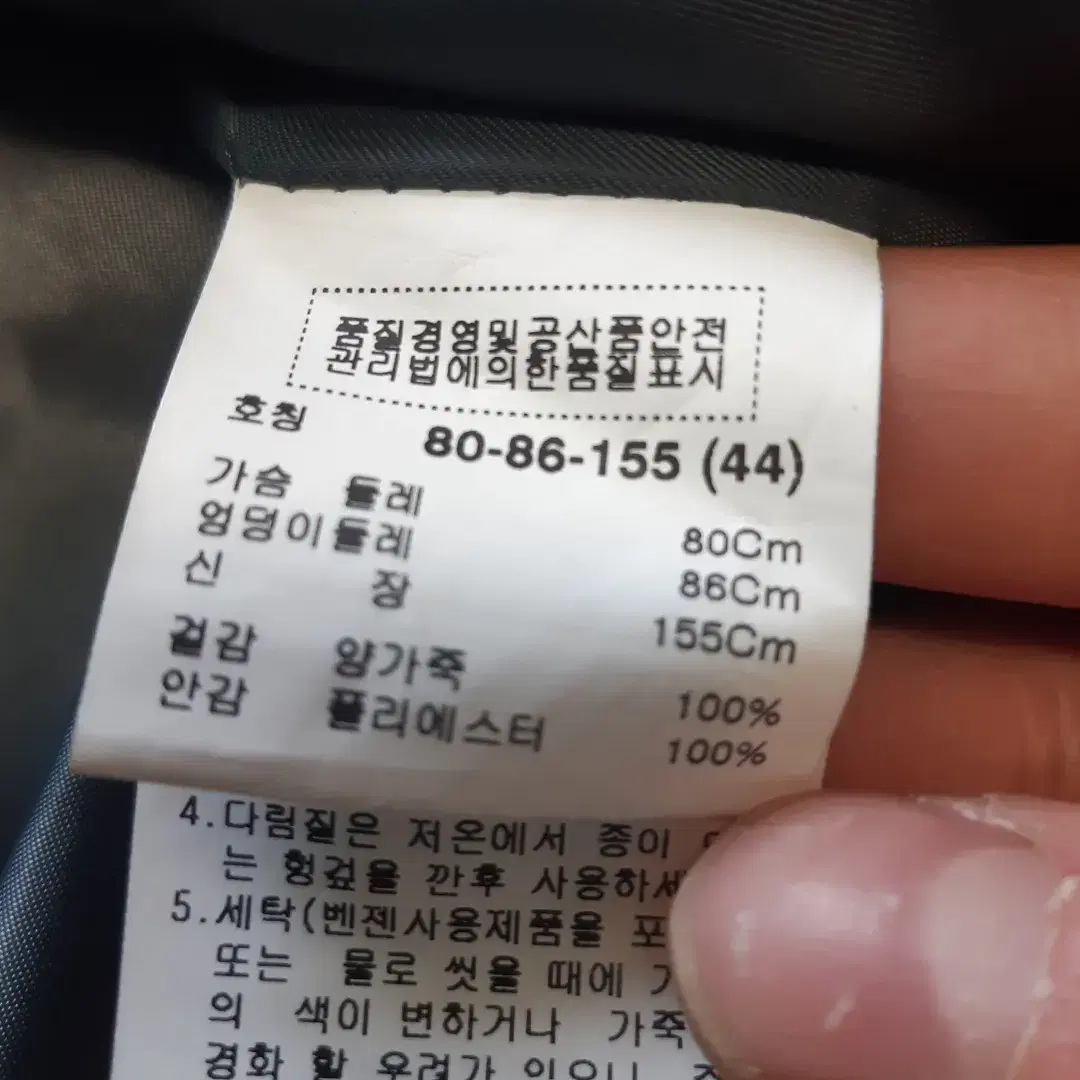 품질경영및공산품안전
관리법에의한품질표시
호칭 80-86-155 (44)
가슴 둘레 80Cm
엉덩이둘레 86Cm
신 장 155Cm
겉감 양가죽 100%
안감 폴리에스터 100%
4.다림질은 저온에서 종이
는 헝겊을 깐후 사용하세
5.세탁(벤젠사용제품을 포
또는 물로 씻을 때에
의 색이 변하거나 가죽
경화 할 우려가 있으니